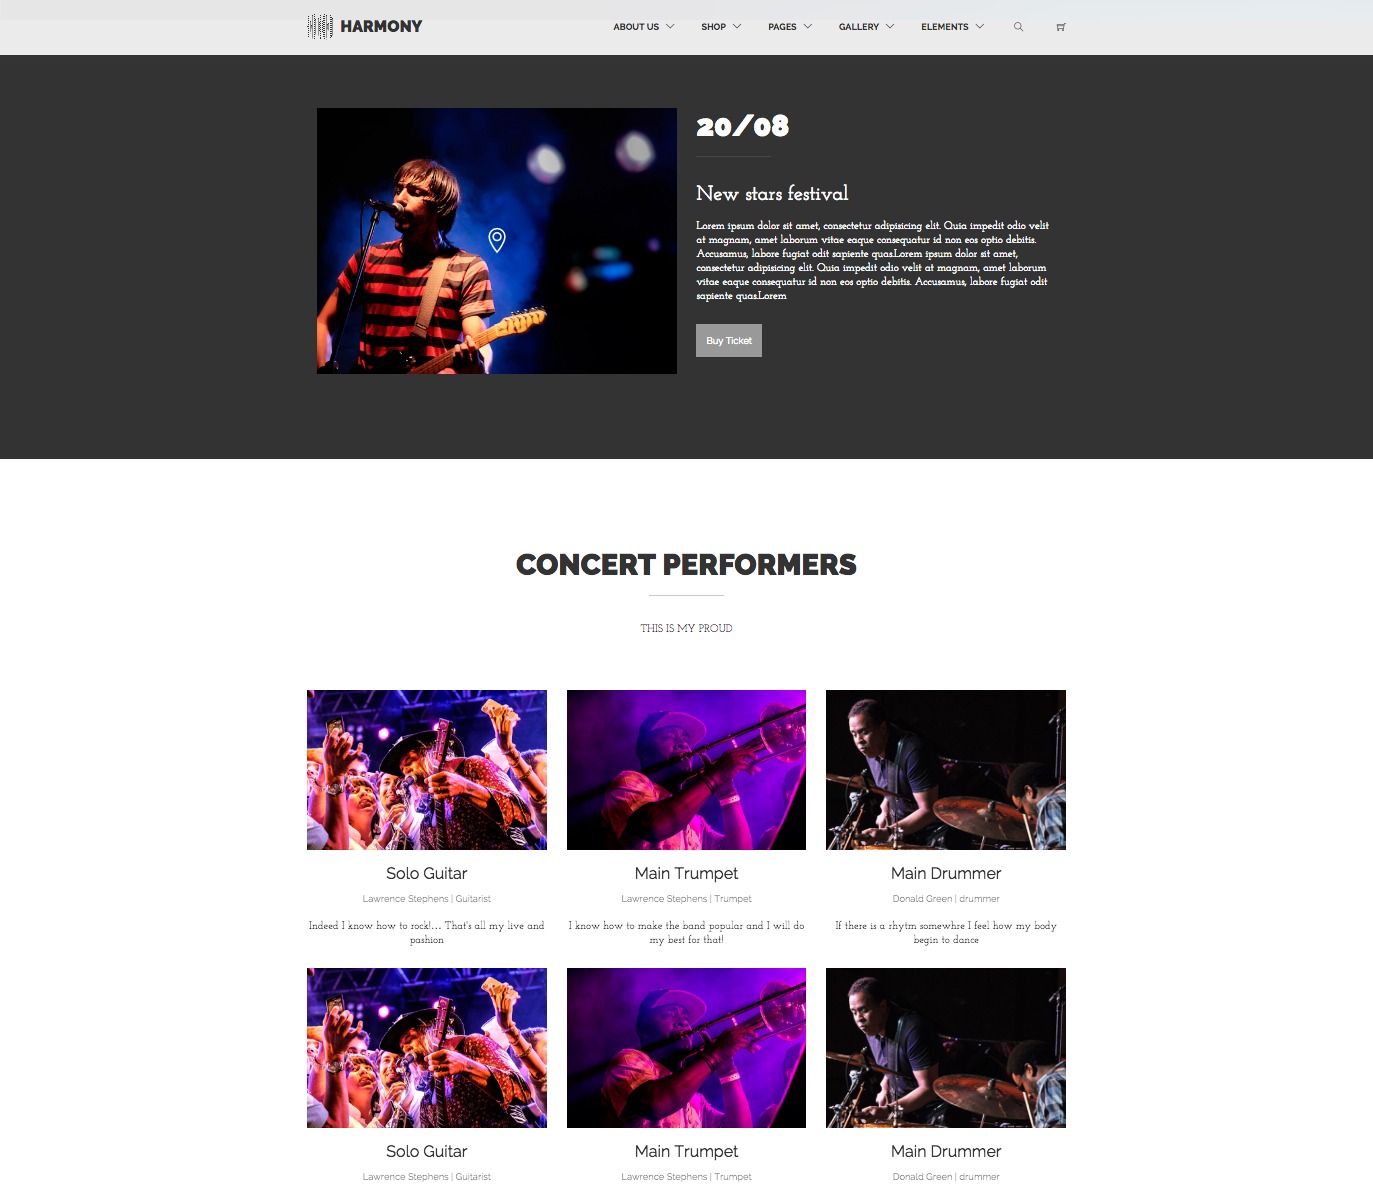 HARMONY
ABOUT US
SHOP
PAGES
GALLERY
ELEMENTS
20/08
New stars festival
Lorem ipsum dolor sit amet, consectetur adipisicing elit. Quia impedit odio velit
at magnam, amet laborum vitae eaque consequatur id non eos optio debitis.
Accusamus, labore fugiat odit sapiente quas.Lorem ipsum dolor sit amet,
consectetur adipisicing elit. Quia impedit odio velit at magnam, amet laborum
vitae eaque consequatur id non eos optio debitis. Accusamus, labore fugiat odit
sapiente quas.Lorem
Buy Ticket
CONCERT PERFORMERS
THIS IS MY PROUD
Solo Guitar
Lawrence Stephens | Guitarist
Indeed I know how to rock!... That's all my live and
pashion
Main Trumpet
Lawrence Stephens | Trumpet
I know how to make the band popular and I will do
my best for that!
Main Drummer
Donald Green | drummer
If there is a rhytm somewhre I feel how my body
begin to dance
Solo Guitar
Lawrence Stephens | Guitarist
Main Trumpet
Lawrence Stephens | Trumpet
Main Drummer
Donald Green | drummer